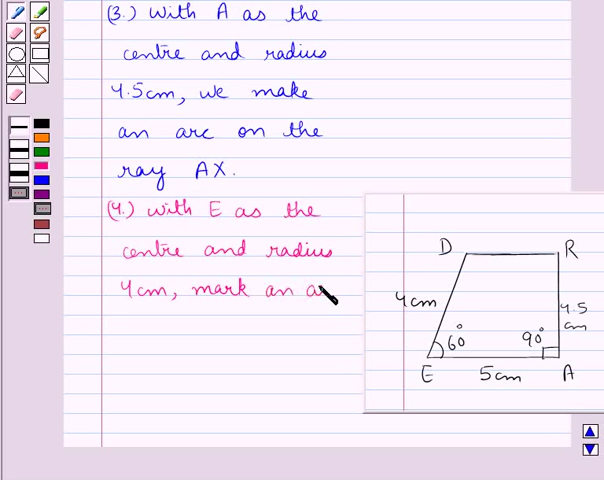 (3.) With A as the
centre and radius
4.5cm, we make
an arc on the
ray AX.
(4.) With E as the
centre and radius
4cm, mark an a
D R
4cm 4.5
cm
60° 90°
E 5cm A